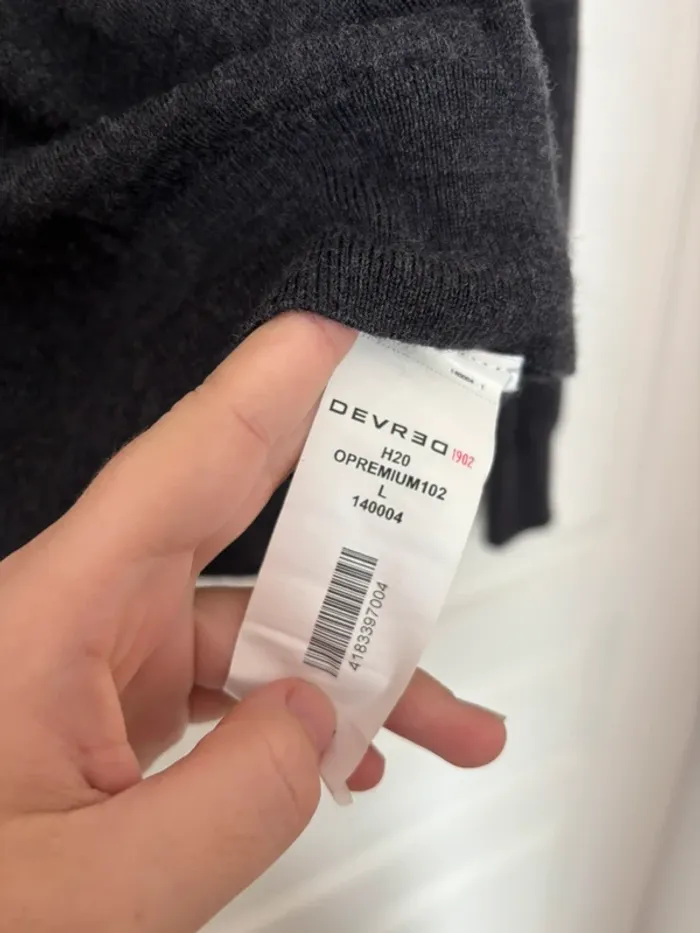 DEVRED 1902
H20
OPREMIUM102
L
140004
4183397004